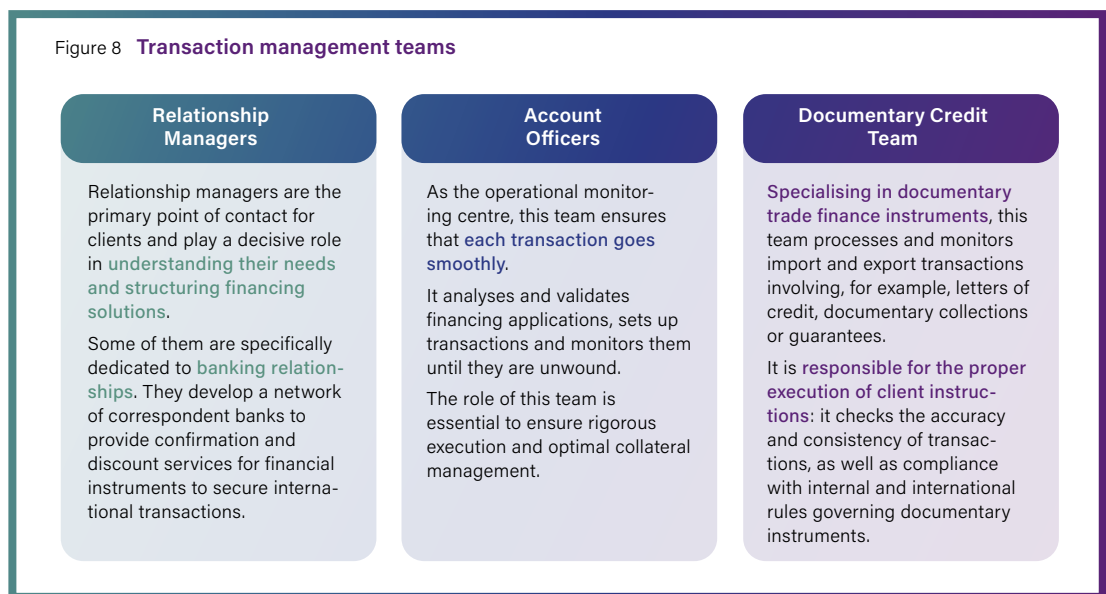 Figure 8 Transaction management teams
Relationship
Managers
Relationship managers are the
primary point of contact for
clients and play a decisive role
in understanding their needs
and structuring financing
solutions.
Some of them are specifically
dedicated to banking relation-
ships. They develop a network
of correspondent banks to
provide confirmation and
discount services for financial
instruments to secure interna-
tional transactions.
Account
Officers
As the operational monitor-
ing centre, this team ensures
that each transaction goes
smoothly.
It analyses and validates
financing applications, sets up
transactions and monitors them
until they are unwound.
The role of this team is
essential to ensure rigorous
execution and optimal collateral
management.
Documentary Credit
Team
Specialising in documentary
trade finance instruments, this
team processes and monitors
import and export transactions
involving, for example, letters of
credit, documentary collections
or guarantees.
It is responsible for the proper
execution of client instruc-
tions: it checks the accuracy
and consistency of transac-
tions, as well as compliance
with internal and international
rules governing documentary
instruments.